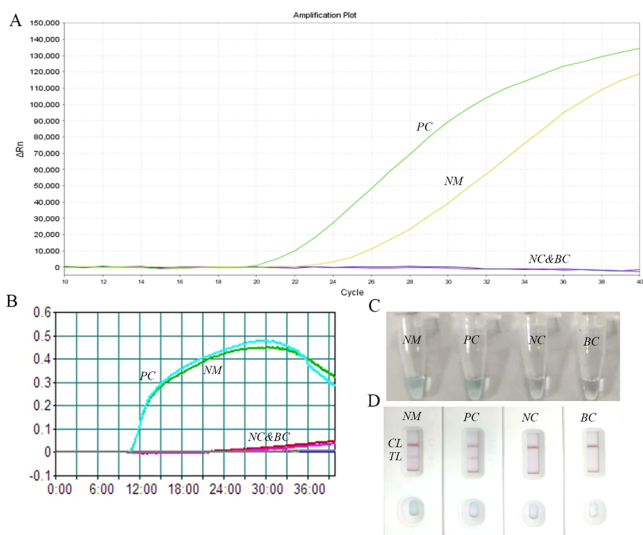 A
Amplification Plot
150,000
140,000
130,000
120,000
110,000
100,000
90,000
80,000
70,000
60,000
50,000
40,000
30,000
20,000
10,000
0
ΔRn
PC
NM
NC&BC
10 12 14 16 18 20 22 24 26 28 30 32 34 36 38 40
Cycle
B
0.6
0.5
0.4
0.3
0.2
0.1
0
-0.1
PC
NM
NC&BC
0:00 6:00 12:00 18:00 24:00 30:00 36:00
C
NM PC NC BC
D
NM PC NC BC
CL
TL